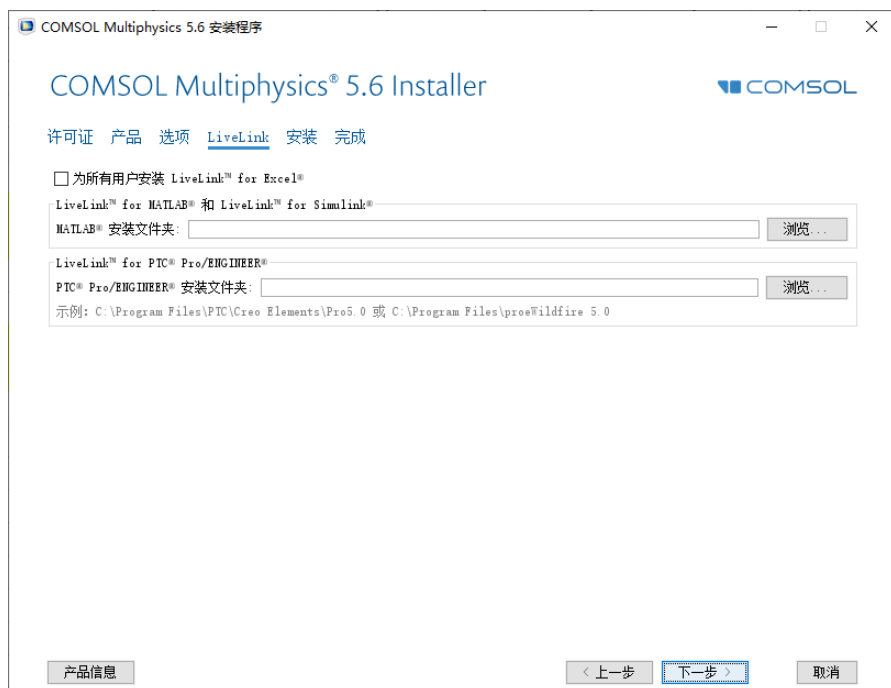 COMSOL Multiphysics 5.6 安装程序
COMSOL Multiphysics® 5.6 Installer
COMSOL
许可证 产品 选项 LiveLink 安装 完成
为所有用户安装 LiveLink™ for Excel®
LiveLink™ for MATLAB® 和 LiveLink™ for Simulink®
MATLAB® 安装文件夹: 浏览...
LiveLink™ for PTC® Pro/ENGINEER®
PTC® Pro/ENGINEER® 安装文件夹: 浏览...
示例: C:\Program Files\PTC\Creo Elements\Pro5.0 或 C:\Program Files\proeWildfire 5.0
产品信息 < 上一步 下一步 > 取消